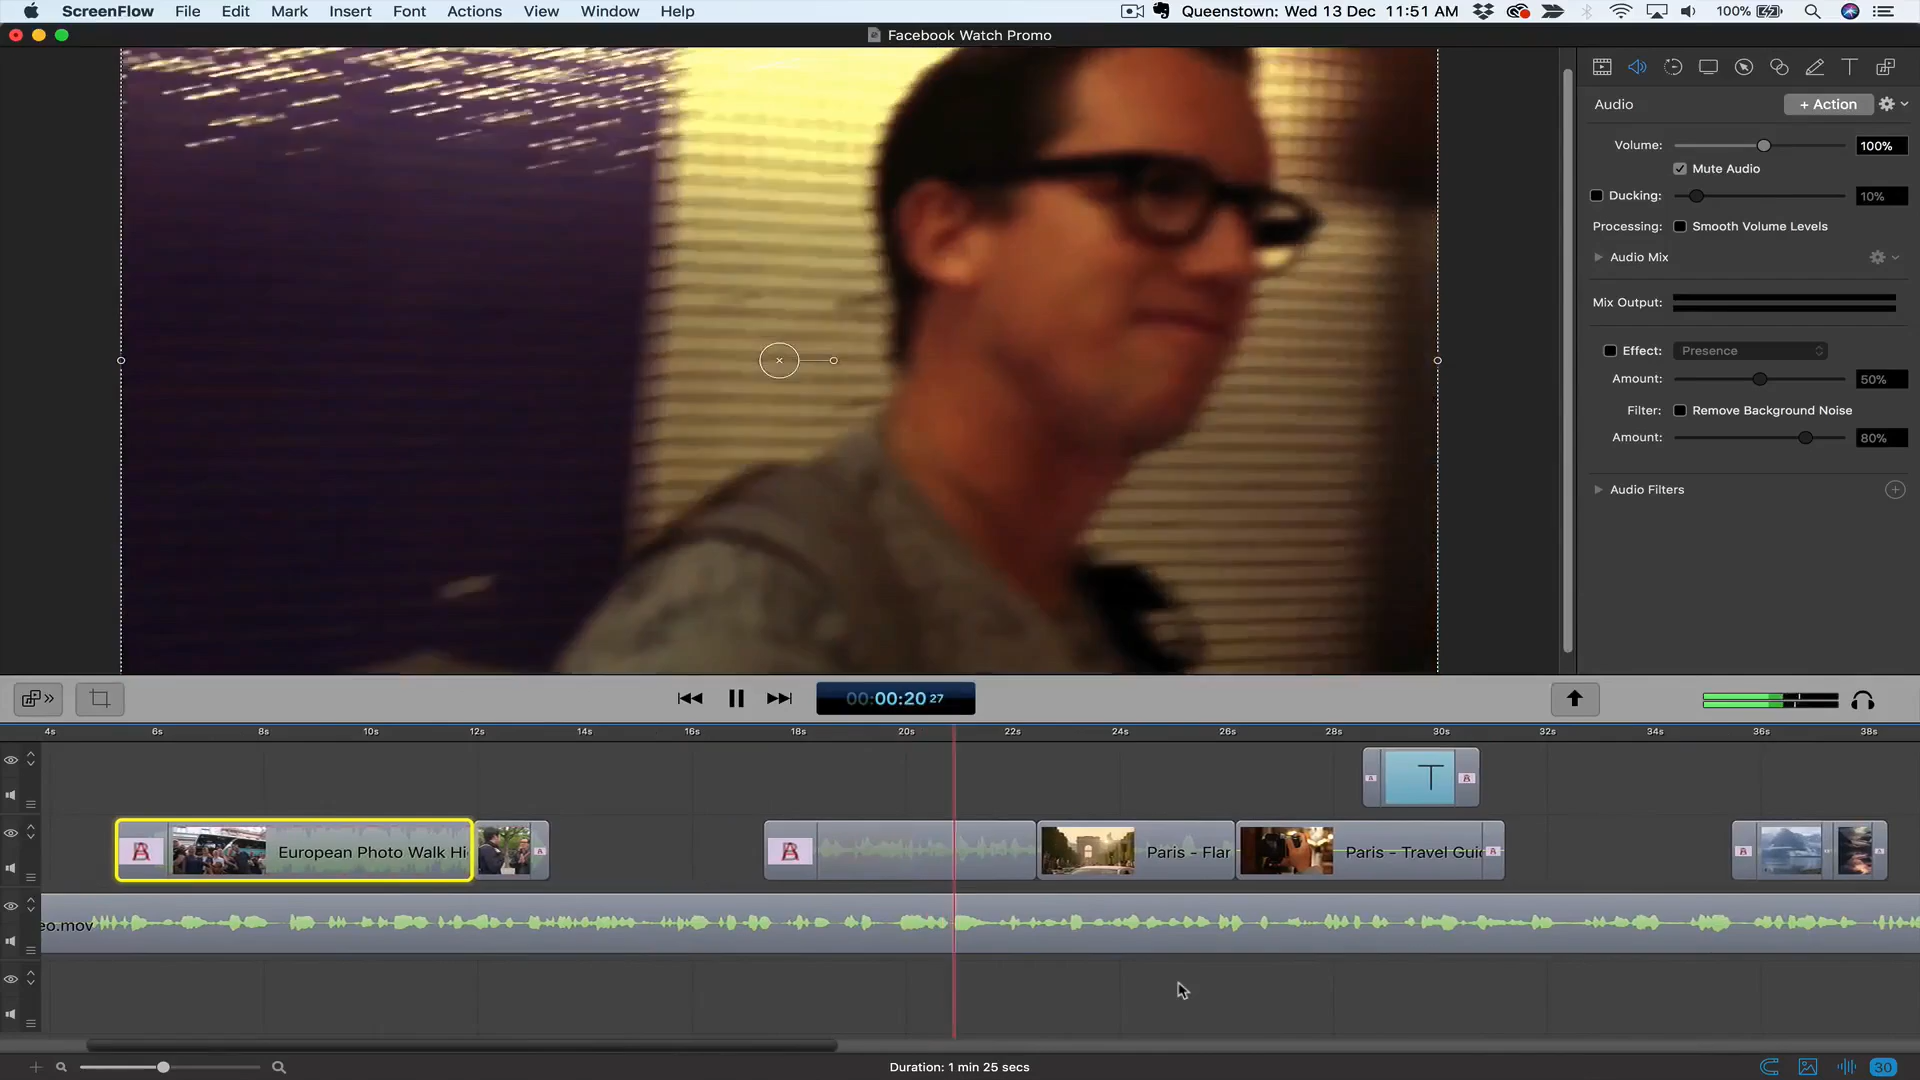 ScreenFlow File Edit Mark Insert Font Actions View Window Help Queenstown: Wed 13 Dec 11:51 AM 100%
Facebook Watch Promo
Audio + Action
Volume: 100%
Mute Audio
Ducking: 10%
Processing: Smooth Volume Levels
Audio Mix
Mix Output:
Effect: Presence
Amount: 50%
Filter: Remove Background Noise
Amount: 80%
Audio Filters
00:00:20 27
4s 6s 8s 10s 12s 14s 16s 18s 20s 22s 24s 26s 28s 30s 32s 34s 36s 38s
T
European Photo Walk Hi
Paris - Flar
Paris - Travel Gui
eo.mov
Duration: 1 min 25 secs
30